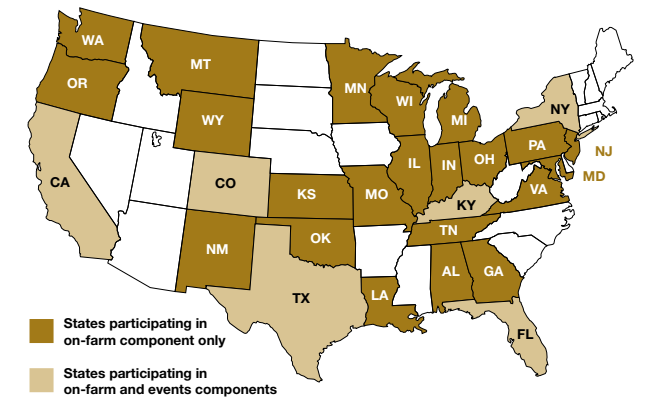 WA
MT
OR
MN
WI
NY
WY
MI
PA
NJ
IL
IN
OH
MD
CA
CO
KS
MO
VA
KY
TN
NM
OK
AL
GA
TX
LA
FL
States participating in
on-farm component only
States participating in
on-farm and events components